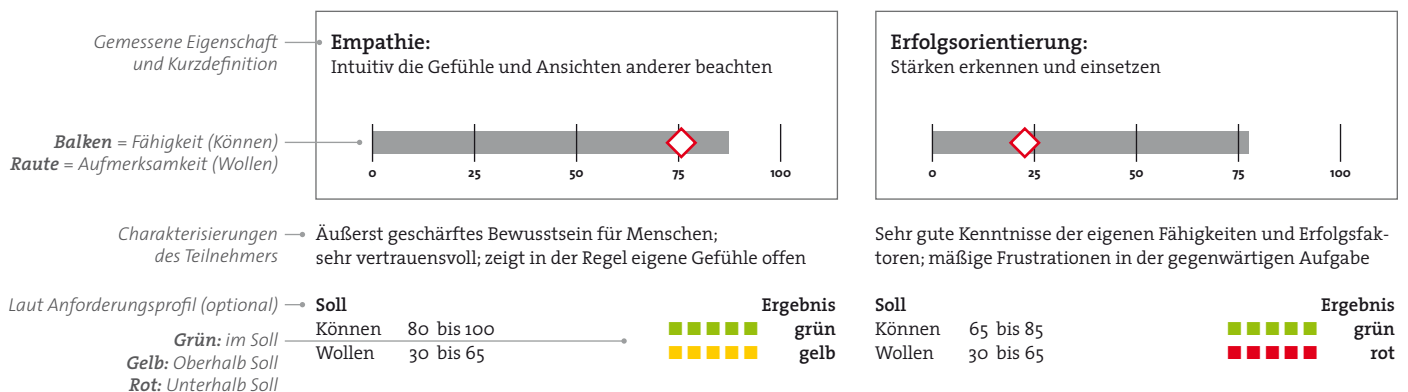 Gemessene Eigenschaft
und Kurzdefinition
Empathie:
Intuitiv die Gefühle und Ansichten anderer beachten
Erfolgsorientierung:
Stärken erkennen und einsetzen
Balken = Fähigkeit (Können)
Raute = Aufmerksamkeit (Wollen)
0 25 50 75 100
0 25 50 75 100
Charakterisierungen
des Teilnehmers
Äußerst geschärftes Bewusstsein für Menschen;
sehr vertrauensvoll; zeigt in der Regel eigene Gefühle offen
Sehr gute Kenntnisse der eigenen Fähigkeiten und Erfolgsfak-
toren; mäßige Frustrationen in der gegenwärtigen Aufgabe
Laut Anforderungsprofil (optional)
Grün: im Soll
Gelb: Oberhalb Soll
Rot: Unterhalb Soll
Soll Ergebnis
Können 80 bis 100 grün
Wollen 30 bis 65 gelb
Soll Ergebnis
Können 65 bis 85 grün
Wollen 30 bis 65 rot